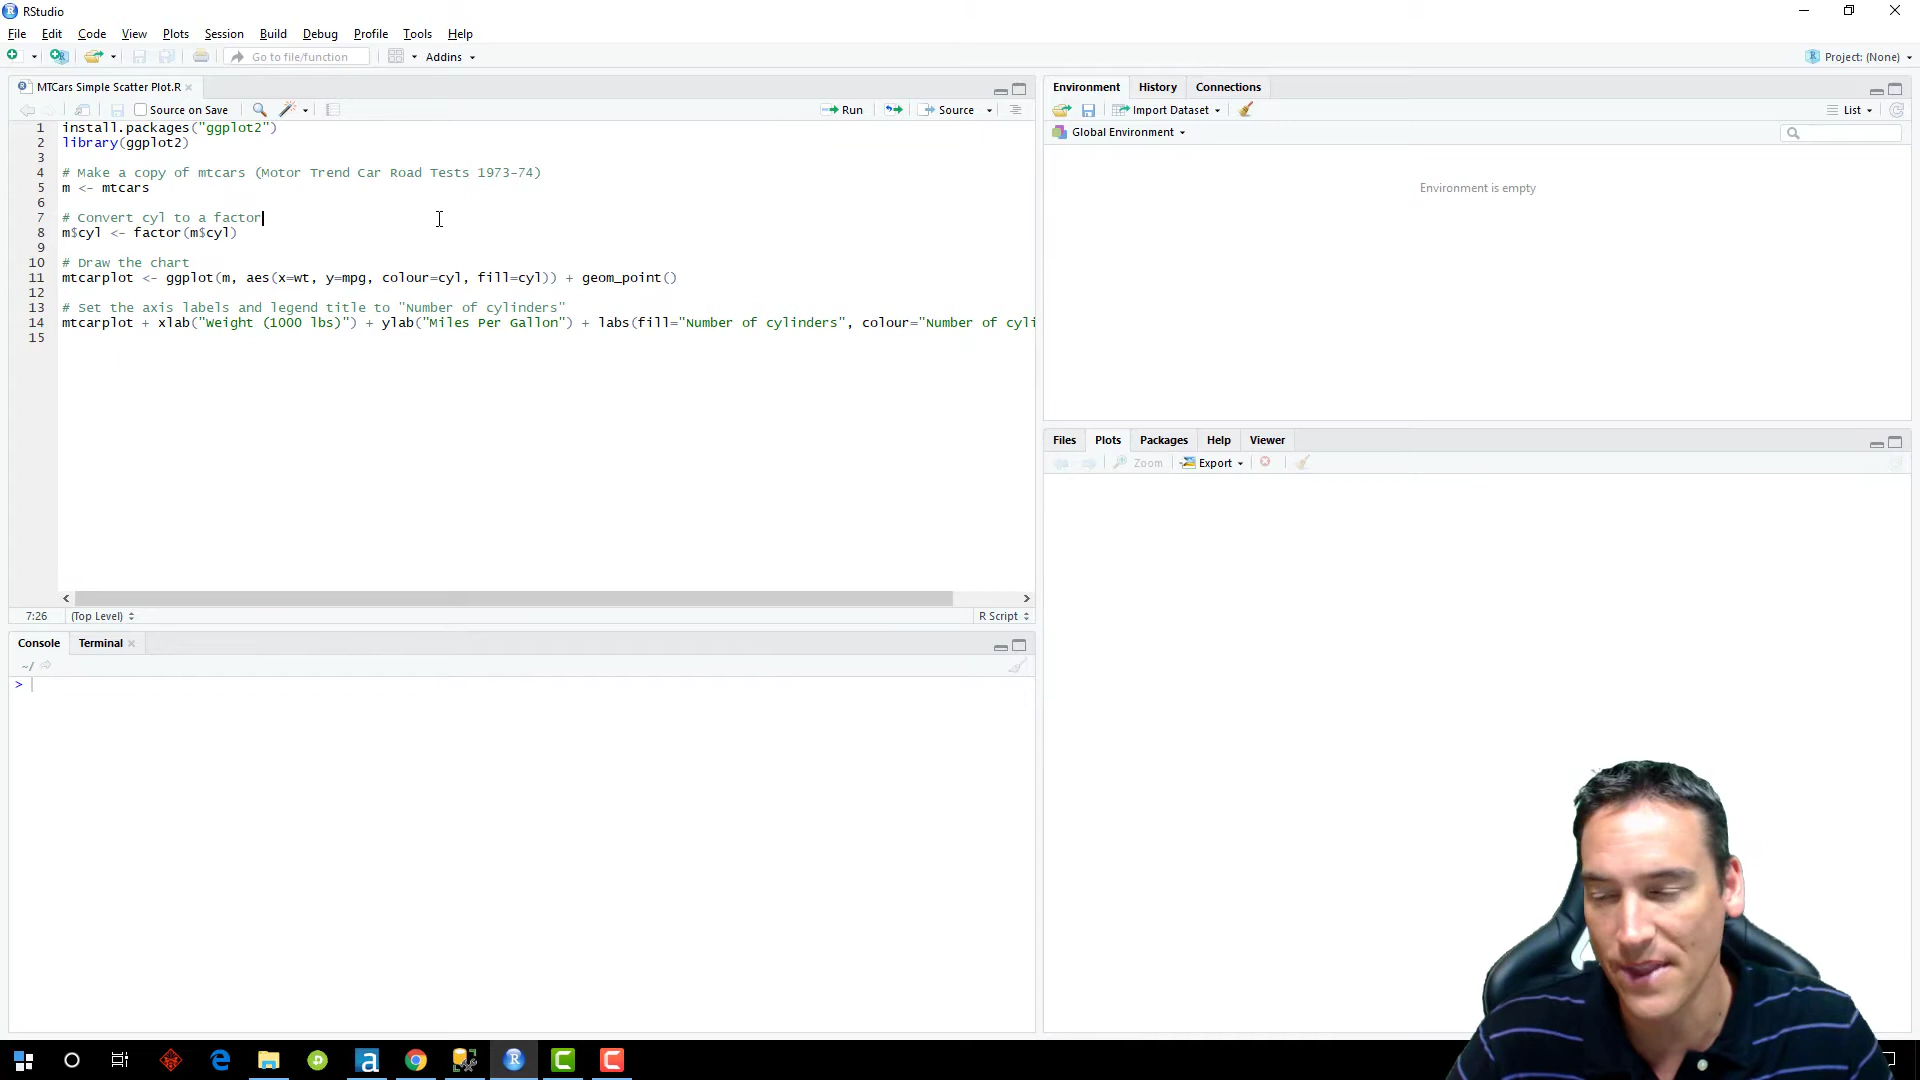 RStudio
File Edit Code View Plots Session Build Debug Profile Tools Help
Go to file/function Addins Project: (None)
MTCars Simple Scatter Plot.R
Source on Save Run Source
1 install.packages("ggplot2")
2 library(ggplot2)
3
4 # Make a copy of mtcars (Motor Trend Car Road Tests 1973-74)
5 m <- mtcars
6
7 # Convert cyl to a factor
8 m$cyl <- factor(m$cyl)
9
10 # Draw the chart
11 mtcarplot <- ggplot(m, aes(x=wt, y=mpg, colour=cyl, fill=cyl)) + geom_point()
12
13 # Set the axis labels and legend title to "Number of cylinders"
14 mtcarplot + xlab("Weight (1000 lbs)") + ylab("Miles Per Gallon") + labs(fill="Number of cylinders", colour="Number of cyli
15
7:26 (Top Level) R Script
Console Terminal
~/
>
Environment History Connections
Import Dataset List
Global Environment
Environment is empty
Files Plots Packages Help Viewer
Zoom Export